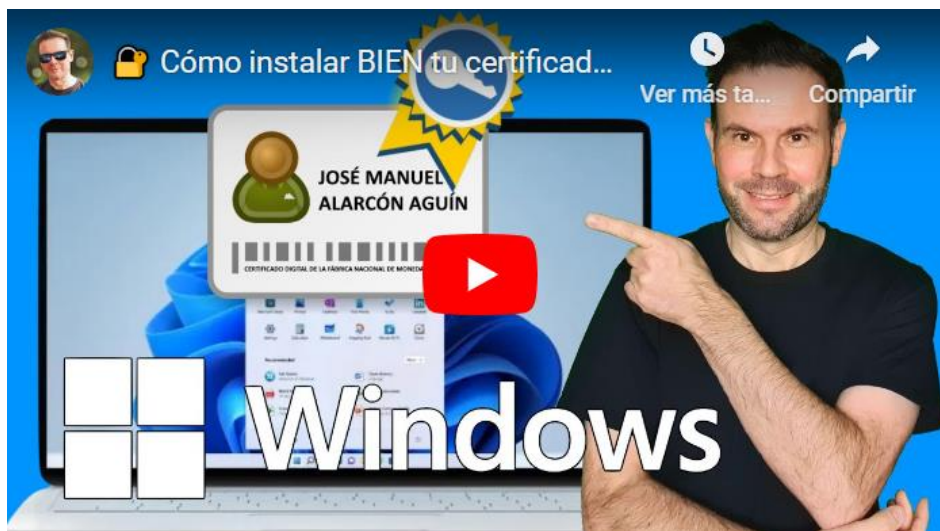 🔐 Cómo instalar BIEN tu certificad...
Ver más ta...
Compartir
JOSÉ MANUEL
ALARCÓN AGUÍN
CERTIFICADO DIGITAL DE LA FÁBRICA NACIONAL DE MONEDA
Windows